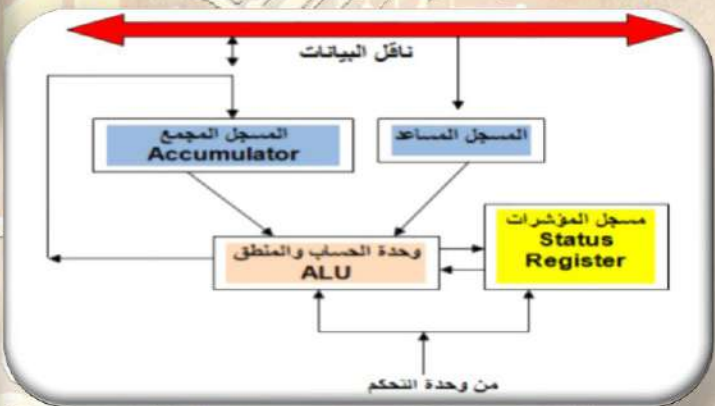 ناقل البيانات
المسجل المجمع
Accumulator
المسجل المساعد
مسجل المؤشرات
Status
Register
وحدة الحساب والمنطق
ALU
من وحدة التحكم